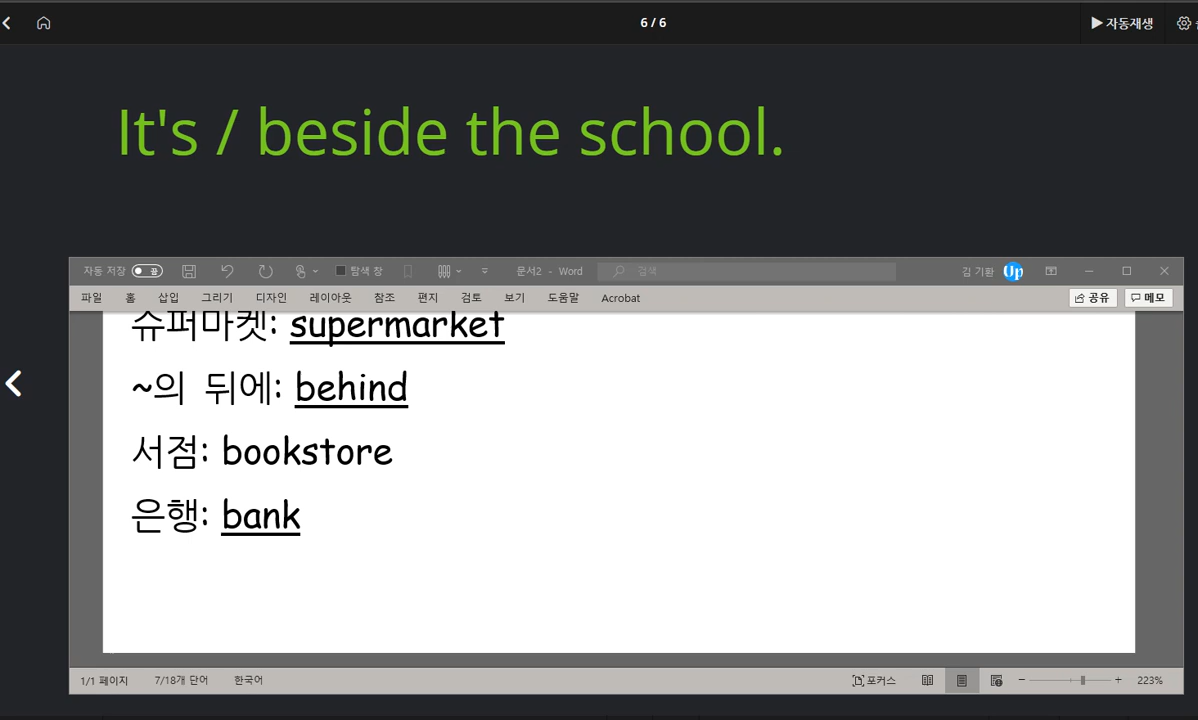 6 / 6
▶ 자동재생
It's / beside the school.
자동 저장 끔 탐색 창 문서2 - Word 검색 김 기환 Up
파일 홈 삽입 그리기 디자인 레이아웃 참조 편지 검토 보기 도움말 Acrobat 공유 메모
슈퍼마켓: supermarket
~의 뒤에: behind
서점: bookstore
은행: bank
1/1 페이지 7/18개 단어 한국어 포커스 - + 223%